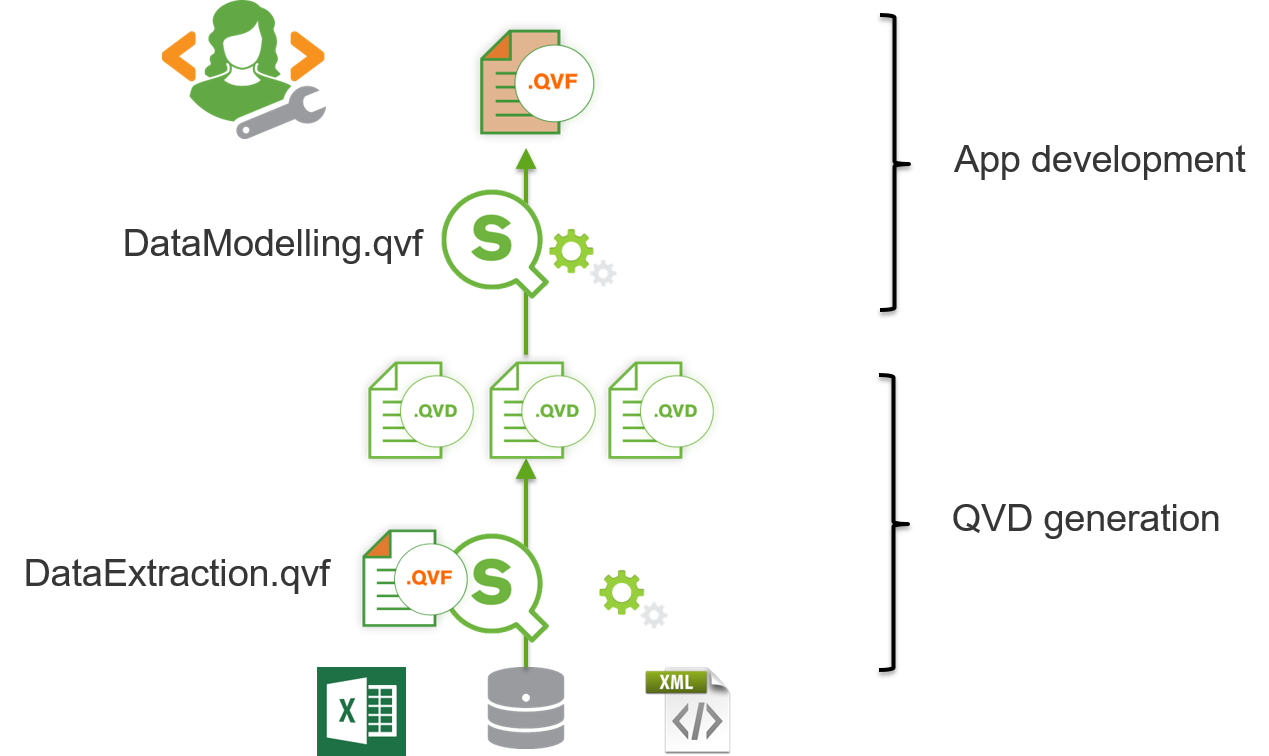 .QVF
App development
DataModelling.qvf
S
.QVD
.QVD
.QVD
QVD generation
DataExtraction.qvf
.QVF
S
X
XML
</>